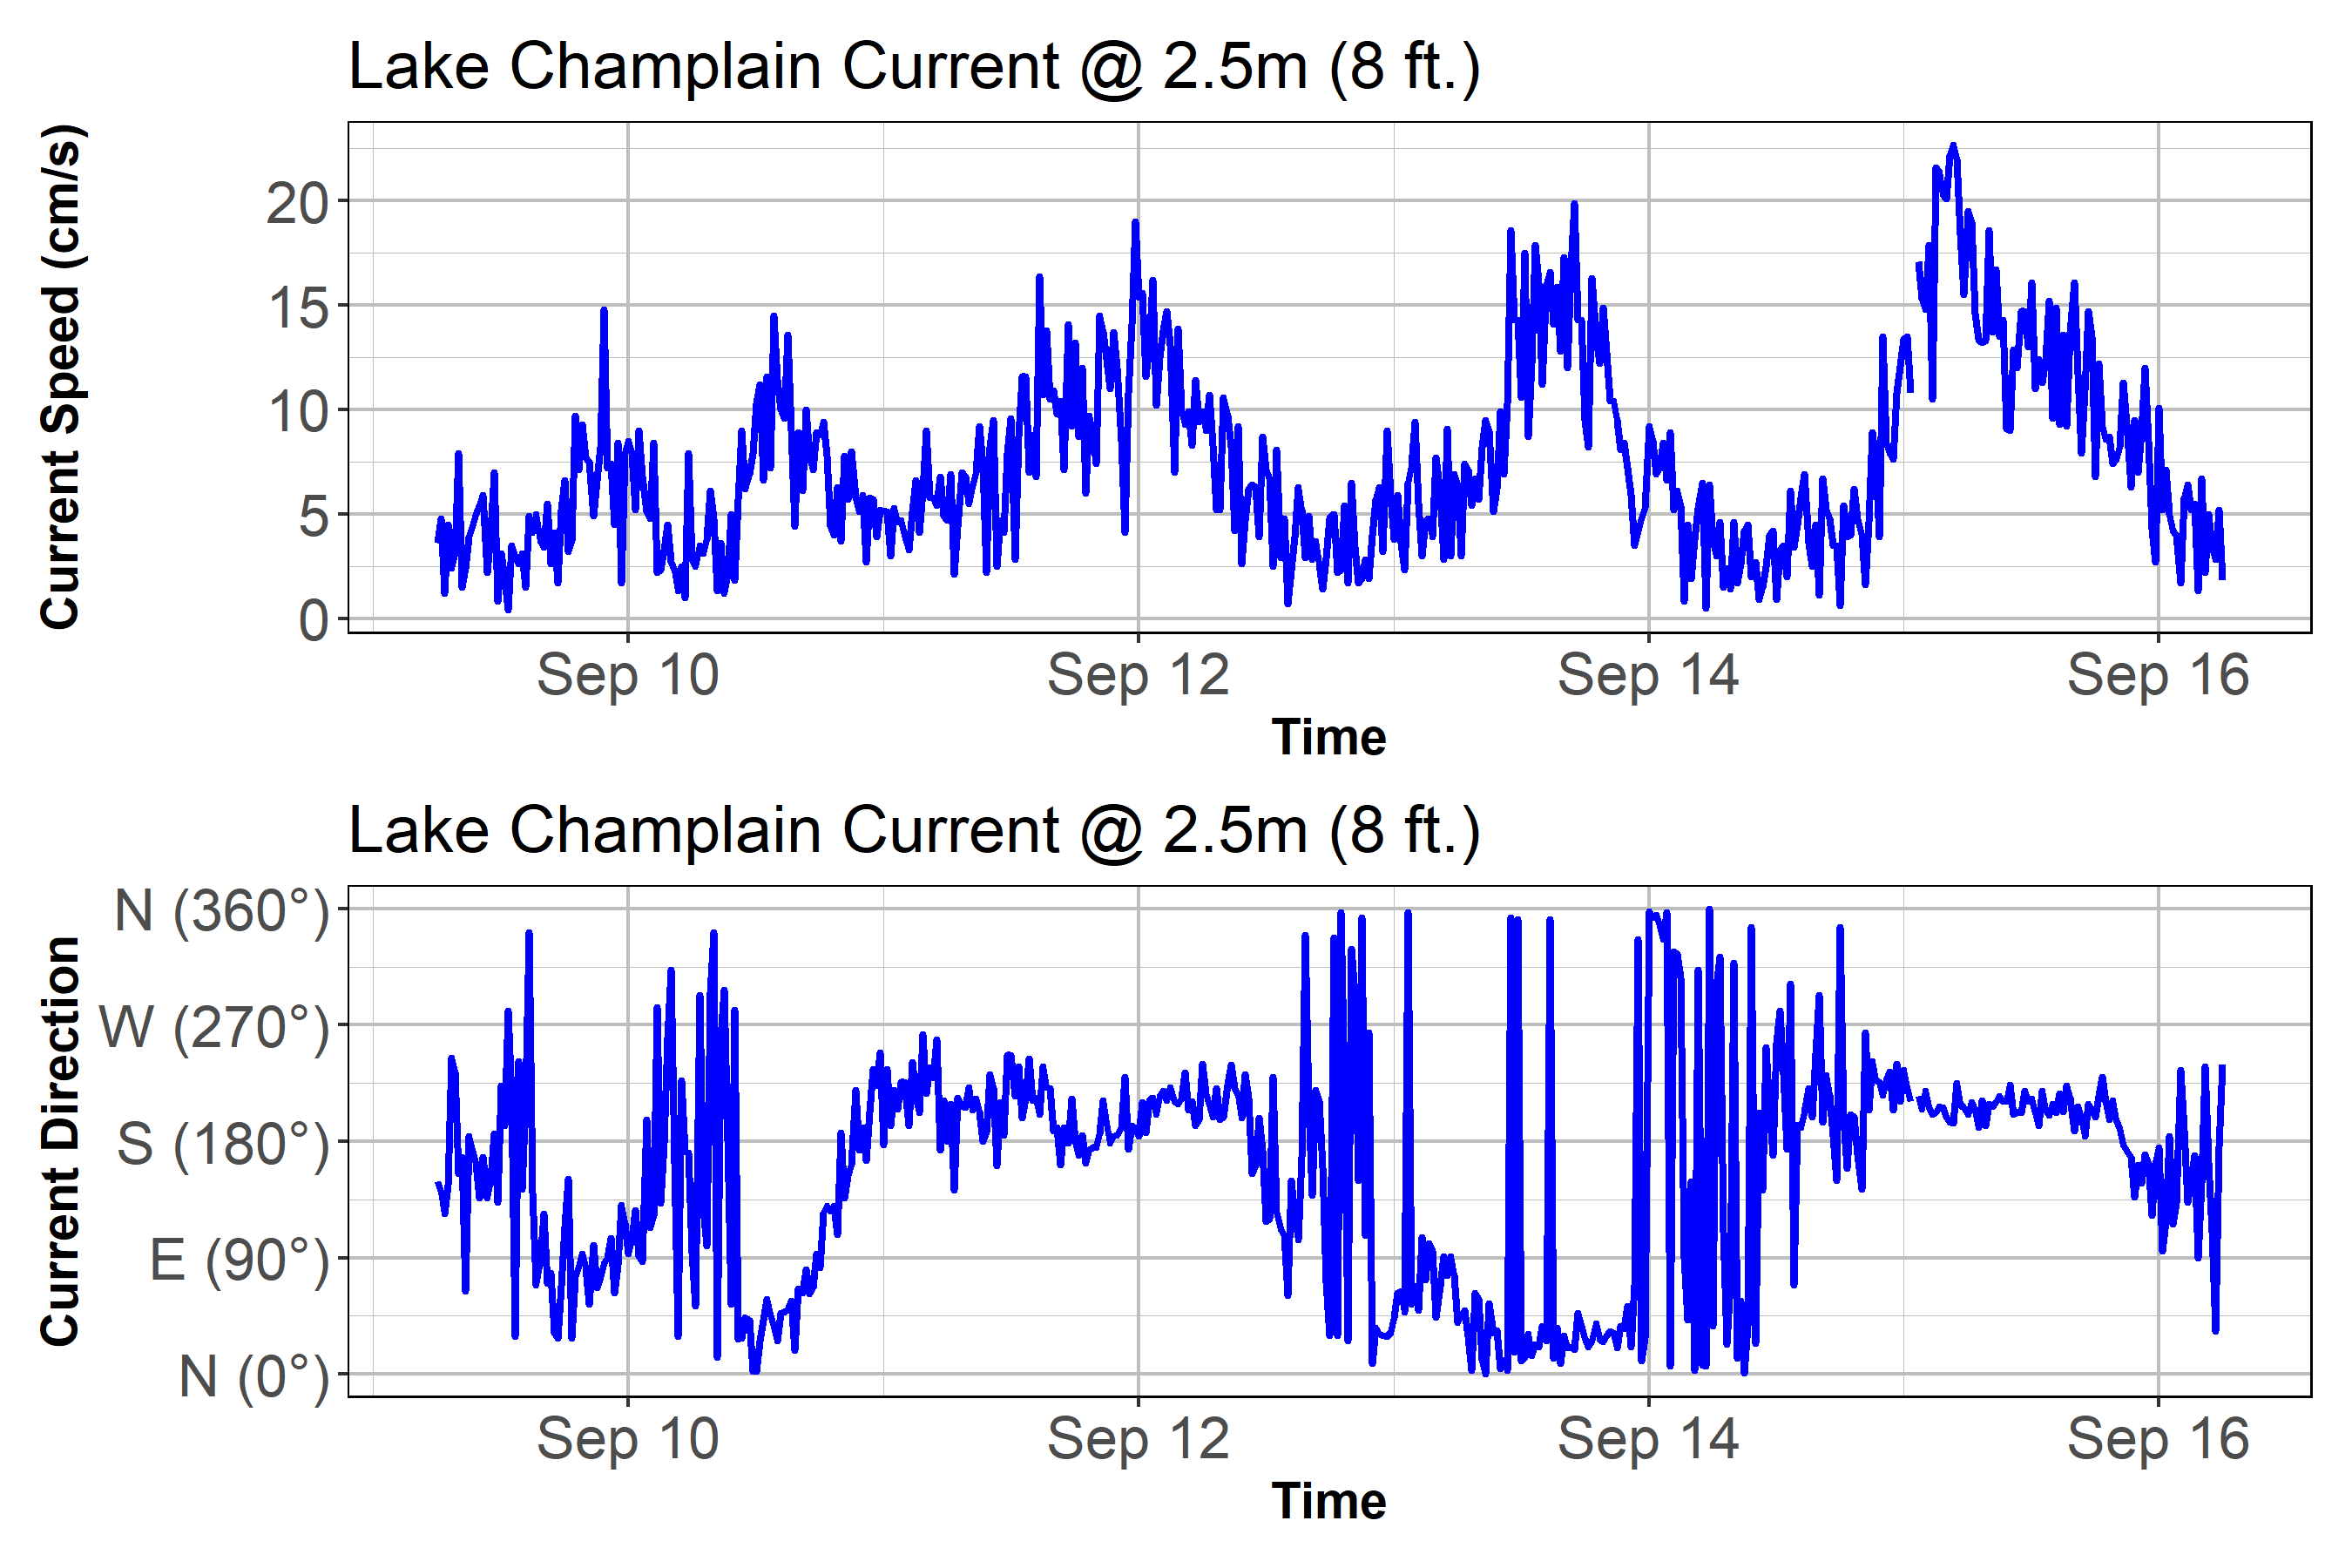 Lake Champlain Current @ 2.5m (8 ft.)
Current Speed (cm/s)
20
15
10
5
0
Sep 10 Sep 12 Sep 14 Sep 16
Time
Lake Champlain Current @ 2.5m (8 ft.)
Current Direction
N (360°)
W (270°)
S (180°)
E (90°)
N (0°)
Sep 10 Sep 12 Sep 14 Sep 16
Time